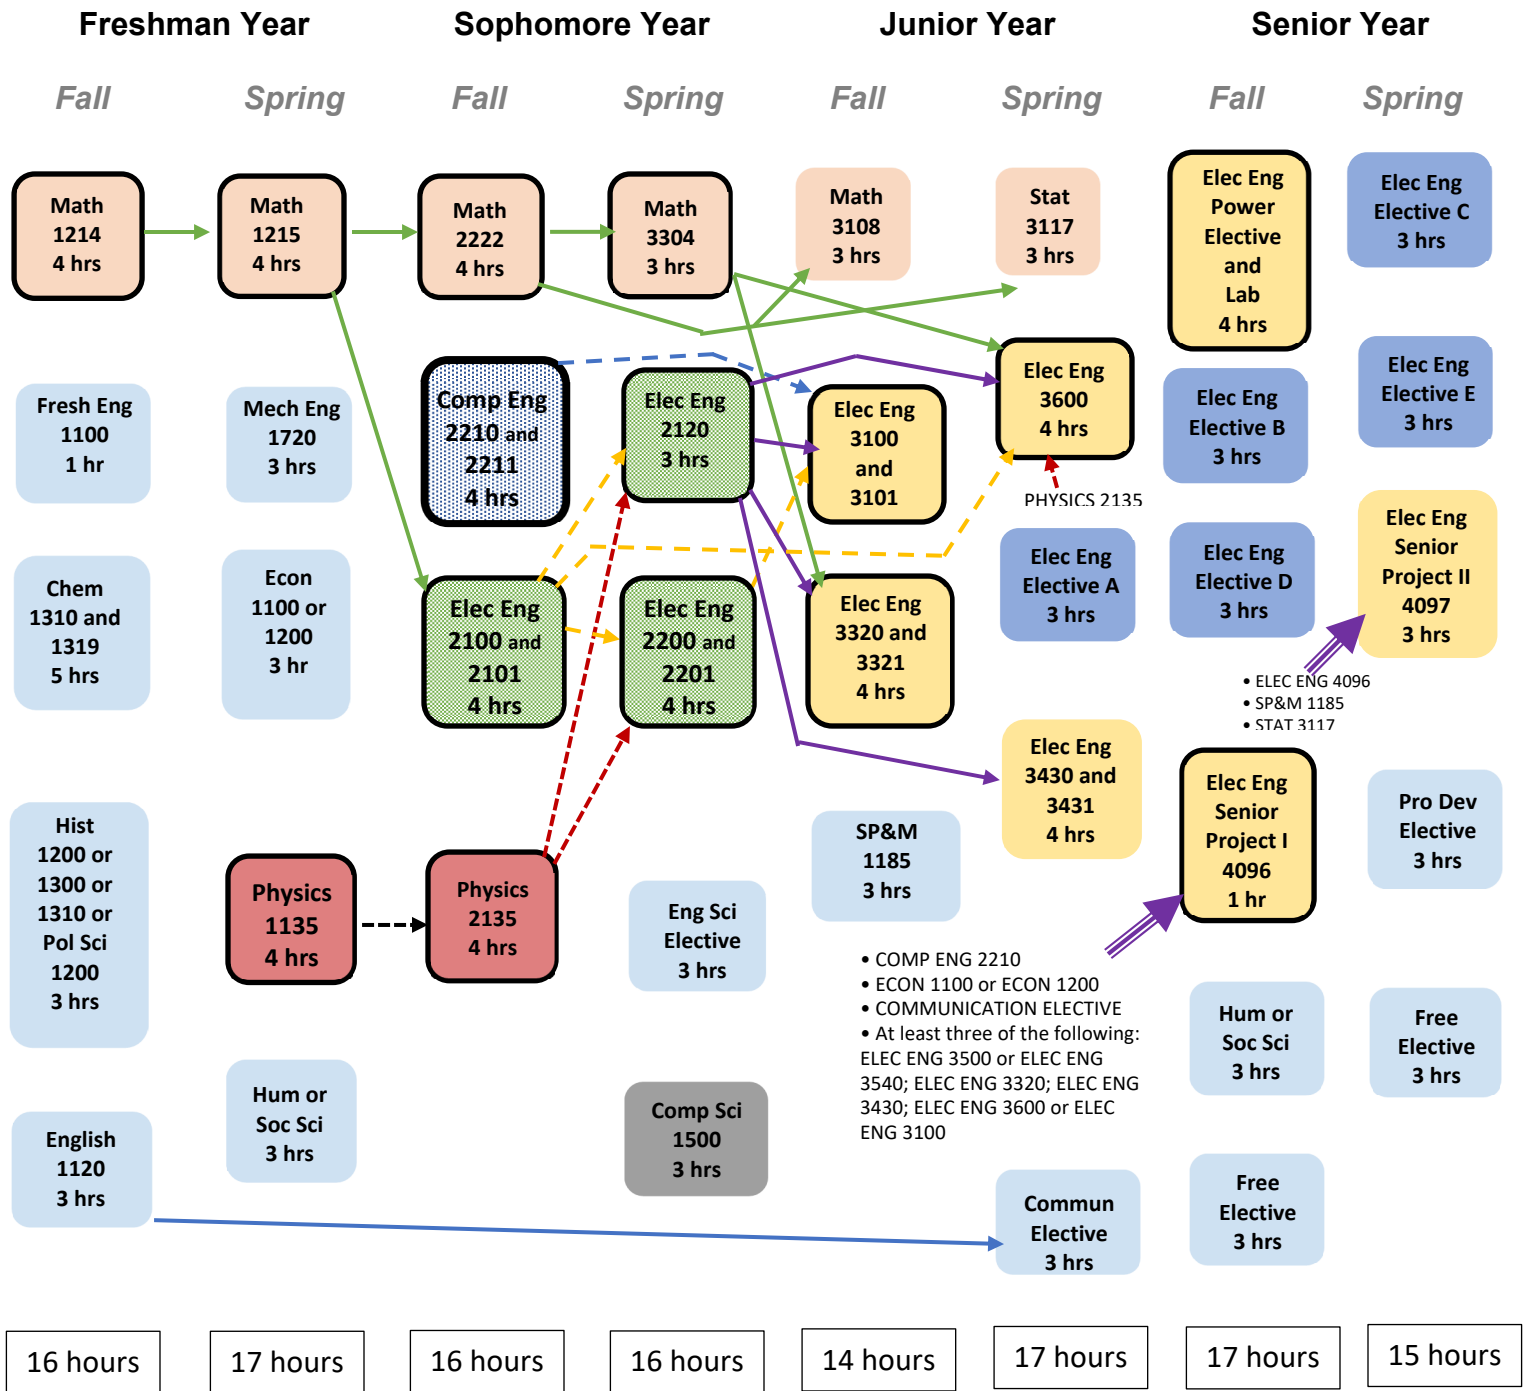 Freshman Year
Sophomore Year
Junior Year
Senior Year
Fall
Spring
Fall
Spring
Fall
Spring
Fall
Spring
Math
1214
4 hrs
Fresh Eng
1100
1 hr
Chem
1310 and
1319
5 hrs
Hist
1200 or
1300 or
1310 or
Pol Sci
1200
3 hrs
English
1120
3 hrs
16 hours
Math
1215
4 hrs
Mech Eng
1720
3 hrs
Econ
1100 or
1200
3 hr
Physics
1135
4 hrs
Hum or
Soc Sci
3 hrs
17 hours
Math
2222
4 hrs
Comp Eng
2210 and
2211
4 hrs
Elec Eng
2100 and
2101
4 hrs
Physics
2135
4 hrs
16 hours
Math
3304
3 hrs
Elec Eng
2120
3 hrs
Elec Eng
2200 and
2201
4 hrs
Eng Sci
Elective
3 hrs
Comp Sci
1500
3 hrs
16 hours
Math
3108
3 hrs
Elec Eng
3100
and
3101
Elec Eng
3320 and
3321
4 hrs
SP&M
1185
3 hrs
• COMP ENG 2210
• ECON 1100 or ECON 1200
• COMMUNICATION ELECTIVE
• At least three of the following:
ELEC ENG 3500 or ELEC ENG
3540; ELEC ENG 3320; ELEC ENG
3430; ELEC ENG 3600 or ELEC
ENG 3100
14 hours
Stat
3117
3 hrs
Elec Eng
3600
4 hrs
PHYSICS 2135
Elec Eng
Elective A
3 hrs
Elec Eng
3430 and
3431
4 hrs
Commun
Elective
3 hrs
17 hours
Elec Eng
Power
Elective
and
Lab
4 hrs
Elec Eng
Elective B
3 hrs
Elec Eng
Elective D
3 hrs
• ELEC ENG 4096
• SP&M 1185
• STAT 3117
Elec Eng
Senior
Project I
4096
1 hr
Hum or
Soc Sci
3 hrs
Free
Elective
3 hrs
17 hours
Elec Eng
Elective C
3 hrs
Elec Eng
Elective E
3 hrs
Elec Eng
Senior
Project II
4097
3 hrs
Pro Dev
Elective
3 hrs
Free
Elective
3 hrs
15 hours